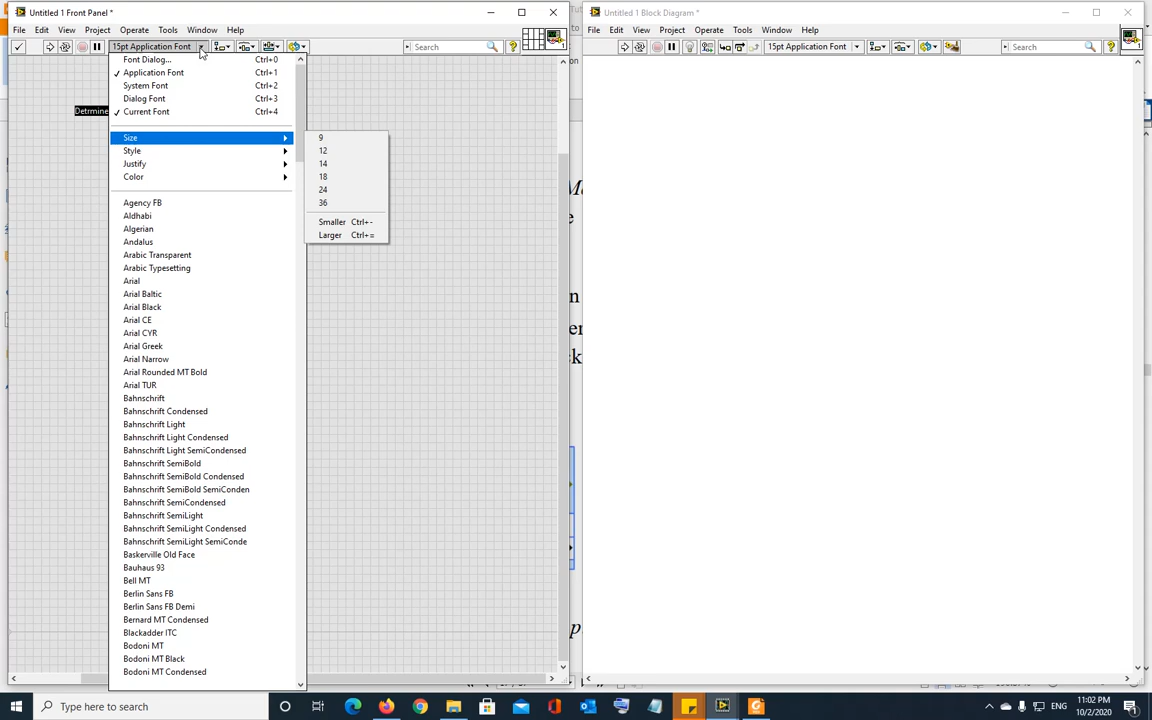 Untitled 1 Front Panel *
File Edit View Project Operate Tools Window Help
15pt Application Font
Search
Detrmine
Font Dialog... Ctrl+0
Application Font Ctrl+1
System Font Ctrl+2
Dialog Font Ctrl+3
Current Font Ctrl+4
Size
Style
Justify
Color
Agency FB
Aldhabi
Algerian
Andalus
Arabic Transparent
Arabic Typesetting
Arial
Arial Baltic
Arial Black
Arial CE
Arial CYR
Arial Greek
Arial Narrow
Arial Rounded MT Bold
Arial TUR
Bahnschrift
Bahnschrift Condensed
Bahnschrift Light
Bahnschrift Light Condensed
Bahnschrift Light SemiCondensed
Bahnschrift SemiBold
Bahnschrift SemiBold Condensed
Bahnschrift SemiBold SemiConden
Bahnschrift SemiCondensed
Bahnschrift SemiLight
Bahnschrift SemiLight Condensed
Bahnschrift SemiLight SemiConde
Baskerville Old Face
Bauhaus 93
Bell MT
Berlin Sans FB
Berlin Sans FB Demi
Bernard MT Condensed
Blackadder ITC
Bodoni MT
Bodoni MT Black
Bodoni MT Condensed
9
12
14
18
24
36
Smaller Ctrl+-
Larger Ctrl+=
Untitled 1 Block Diagram *
File Edit View Project Operate Tools Window Help
15pt Application Font
Search
Type here to search
ENG
11:02 PM
10/2/2020